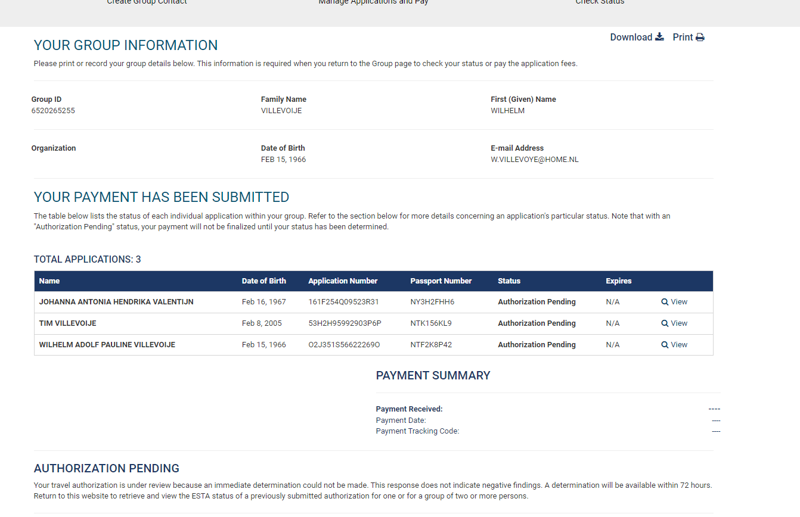 Create Group Contact Manage Applications and Pay Check Status
Download Print
YOUR GROUP INFORMATION
Please print or record your group details below. This information is required when you return to the Group page to check your status or pay the application fees.
Group ID Family Name First (Given) Name
6520265255 VILLEVOIJE WILHELM
Organization Date of Birth E-mail Address
FEB 15, 1966 W.VILLEVOYE@HOME.NL
YOUR PAYMENT HAS BEEN SUBMITTED
The table below lists the status of each individual application within your group. Refer to the section below for more details concerning an application's particular status. Note that with an
"Authorization Pending" status, your payment will not be finalized until your status has been determined.
TOTAL APPLICATIONS: 3
Name Date of Birth Application Number Passport Number Status Expires
JOHANNA ANTONIA HENDRIKA VALENTIJN Feb 16, 1967 161F254Q09523R31 NY3H2FHH6 Authorization Pending N/A View
TIM VILLEVOIJE Feb 8, 2005 53H2H95992903P6P NTK156KL9 Authorization Pending N/A View
WILHELM ADOLF PAULINE VILLEVOIJE Feb 15, 1966 O2J351S56622269O NTF2K8P42 Authorization Pending N/A View
PAYMENT SUMMARY
Payment Received: ----
Payment Date: ---
Payment Tracking Code: ---
AUTHORIZATION PENDING
Your travel authorization is under review because an immediate determination could not be made. This response does not indicate negative findings. A determination will be available within 72 hours.
Return to this website to retrieve and view the ESTA status of a previously submitted authorization for one or for a group of two or more persons.